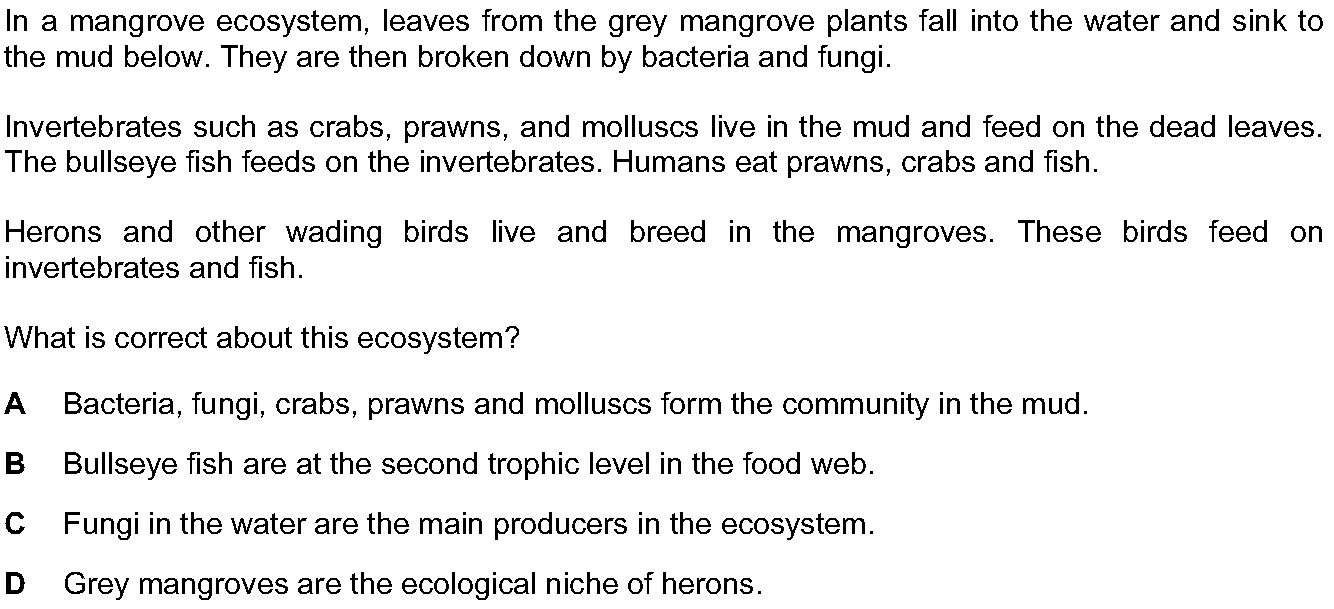 In a mangrove ecosystem, leaves from the grey mangrove plants fall into the water and sink to
the mud below. They are then broken down by bacteria and fungi.
Invertebrates such as crabs, prawns, and molluscs live in the mud and feed on the dead leaves.
The bullseye fish feeds on the invertebrates. Humans eat prawns, crabs and fish.
Herons and other wading birds live and breed in the mangroves. These birds feed on
invertebrates and fish.
What is correct about this ecosystem?
A Bacteria, fungi, crabs, prawns and molluscs form the community in the mud.
B Bullseye fish are at the second trophic level in the food web.
C Fungi in the water are the main producers in the ecosystem.
D Grey mangroves are the ecological niche of herons.